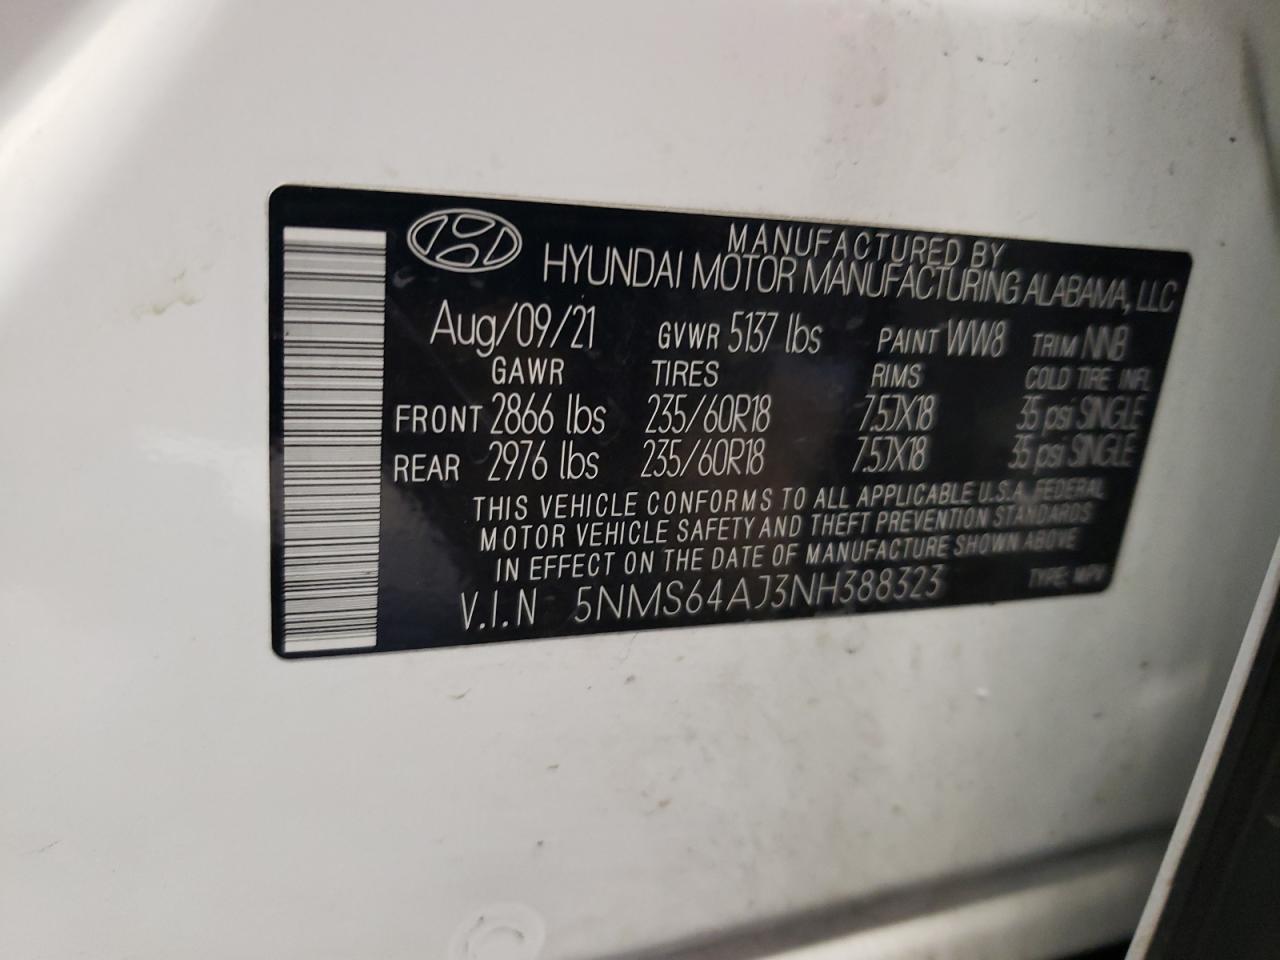 MANUFACTURED BY
HYUNDAI MOTOR MANUFACTURING ALABAMA, LLC
Aug/09/21 GVWR 5137 lbs PAINT WW8 TRIM NNB
GAWR TIRES RIMS COLD TIRE INFL
FRONT 2866 lbs 235/60R18 7.5JX18 35 psi SINGLE
REAR 2976 lbs 235/60R18 7.5JX18 35 psi SINGLE
THIS VEHICLE CONFORMS TO ALL APPLICABLE U.S.A. FEDERAL
MOTOR VEHICLE SAFETY AND THEFT PREVENTION STANDARDS
IN EFFECT ON THE DATE OF MANUFACTURE SHOWN ABOVE
V.I.N 5NMS64AJ3NH388323 TYPE: MPV